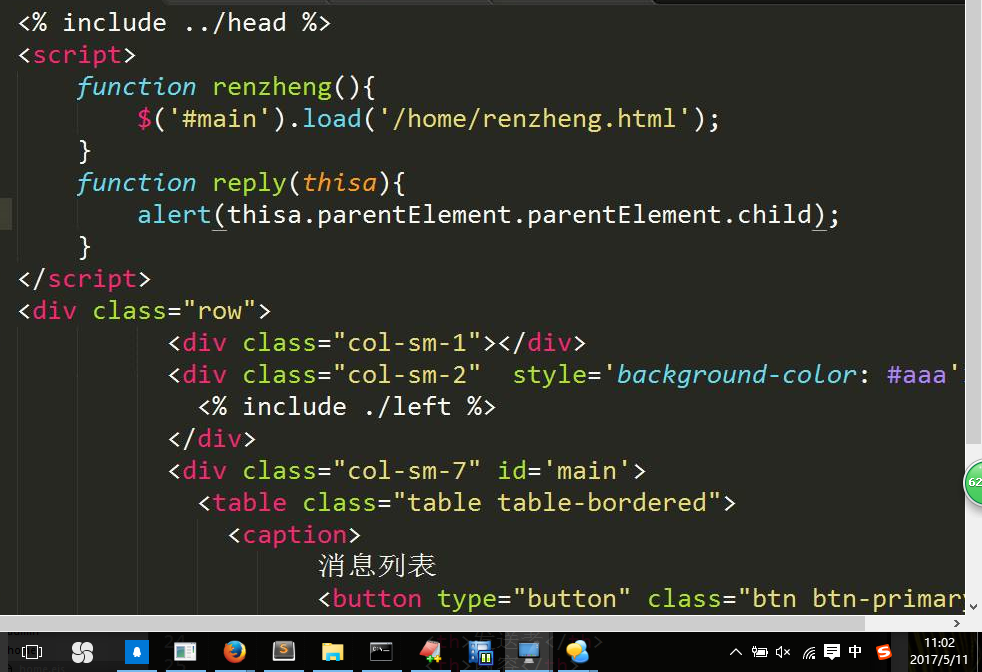 <% include ../head %>
<script>
function renzheng(){
$('#main').load('/home/renzheng.html');
}
function reply(thisa){
alert(thisa.parentElement.parentElement.child);
}
</script>
<div class="row">
<div class="col-sm-1"></div>
<div class="col-sm-2"  style='background-color: #aaa'
<% include ./left %>
</div>
<div class="col-sm-7" id='main'>
<table class="table table-bordered">
<caption>
消息列表
<button type="button" class="btn btn-primary
62
中
11:02
2017/5/11